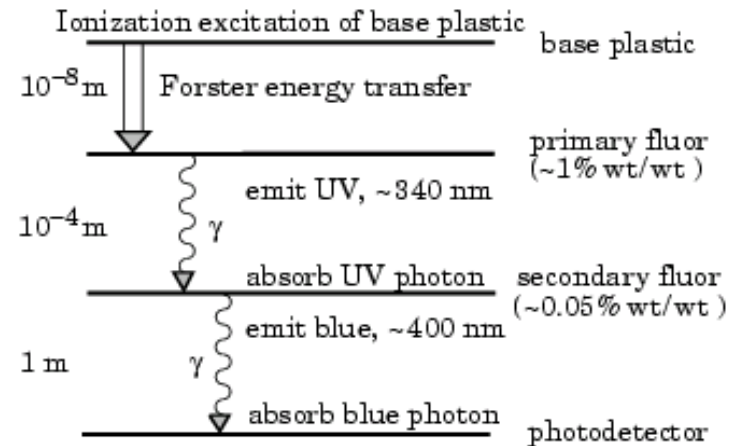 Ionization excitation of base plastic
base plastic
10⁻⁸m
Forster energy transfer
primary fluor
(~1% wt/wt )
emit UV, ~340 nm
10⁻⁴m
γ
absorb UV photon
secondary fluor
(~0.05% wt/wt )
emit blue, ~400 nm
1 m
γ
absorb blue photon
photodetector